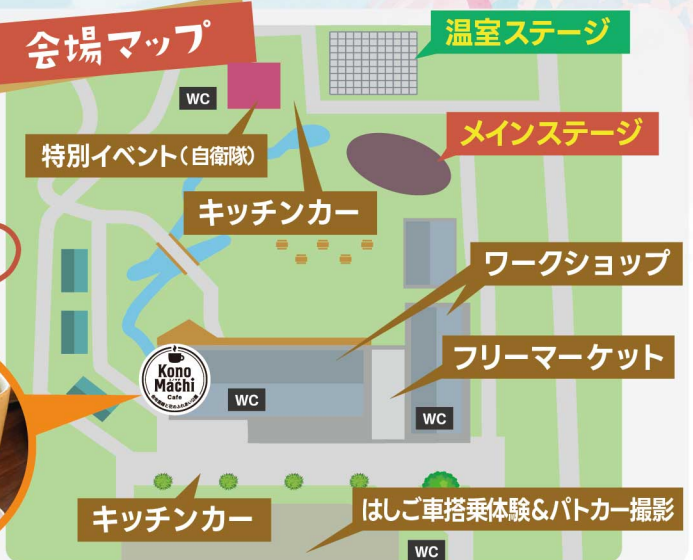 会場マップ
温室ステージ
WC
メインステージ
特別イベント(自衛隊)
キッチンカー
ワークショップ
フリーマーケット
Kono
Machi
Cafe
WC
WC
キッチンカー
はしご車搭乗体験&パトカー撮影
WC